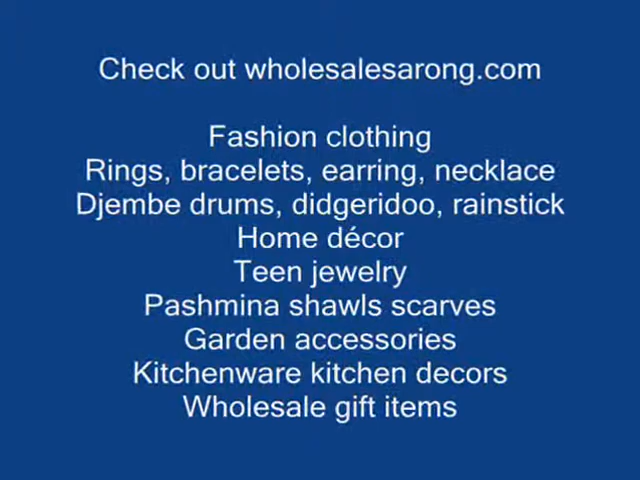 Check out wholesalesarong.com
Fashion clothing
Rings, bracelets, earring, necklace
Djembe drums, didgeridoo, rainstick
Home décor
Teen jewelry
Pashmina shawls scarves
Garden accessories
Kitchenware kitchen decors
Wholesale gift items